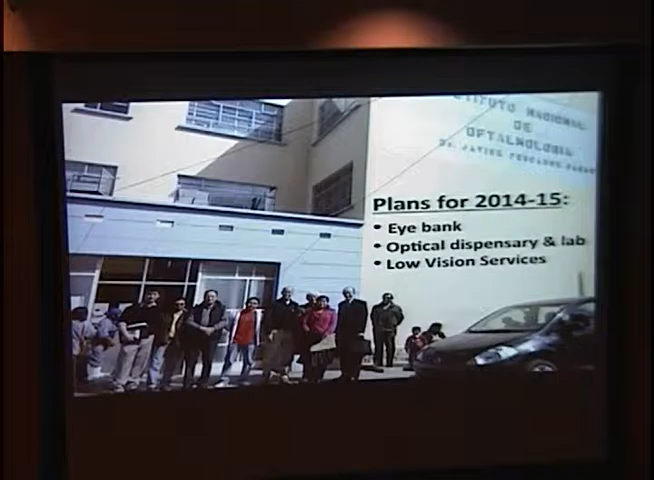 INSTITUTO NACIONAL
DE
OFTALMOLOGIA
Plans for 2014-15:
• Eye bank
• Optical dispensary & lab
• Low Vision Services